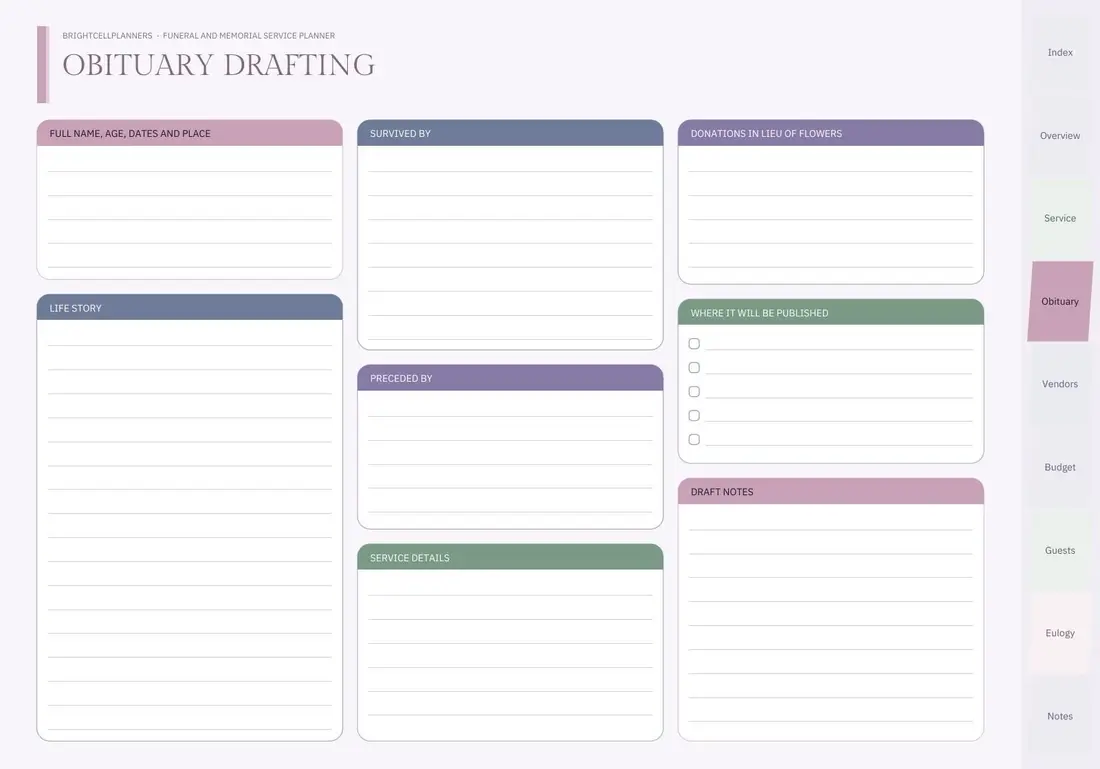 BRIGHTCELLPLANNERS · FUNERAL AND MEMORIAL SERVICE PLANNER
OBITUARY DRAFTING
FULL NAME, AGE, DATES AND PLACE
LIFE STORY
SURVIVED BY
PRECEDED BY
SERVICE DETAILS
DONATIONS IN LIEU OF FLOWERS
WHERE IT WILL BE PUBLISHED
DRAFT NOTES
Index
Overview
Service
Obituary
Vendors
Budget
Guests
Eulogy
Notes